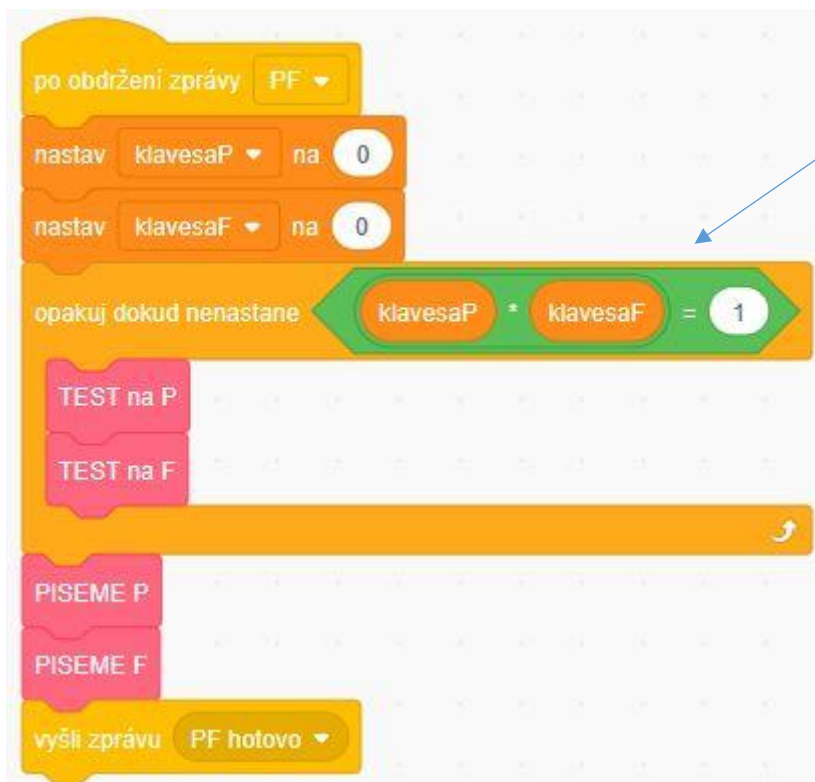 po obdržení zprávy PF
nastav klavesaP na 0
nastav klavesaF na 0
opakuj dokud nenastane klavesaP * klavesaF = 1
TEST na P
TEST na F
PISEME P
PISEME F
vyšli zprávu PF hotovo